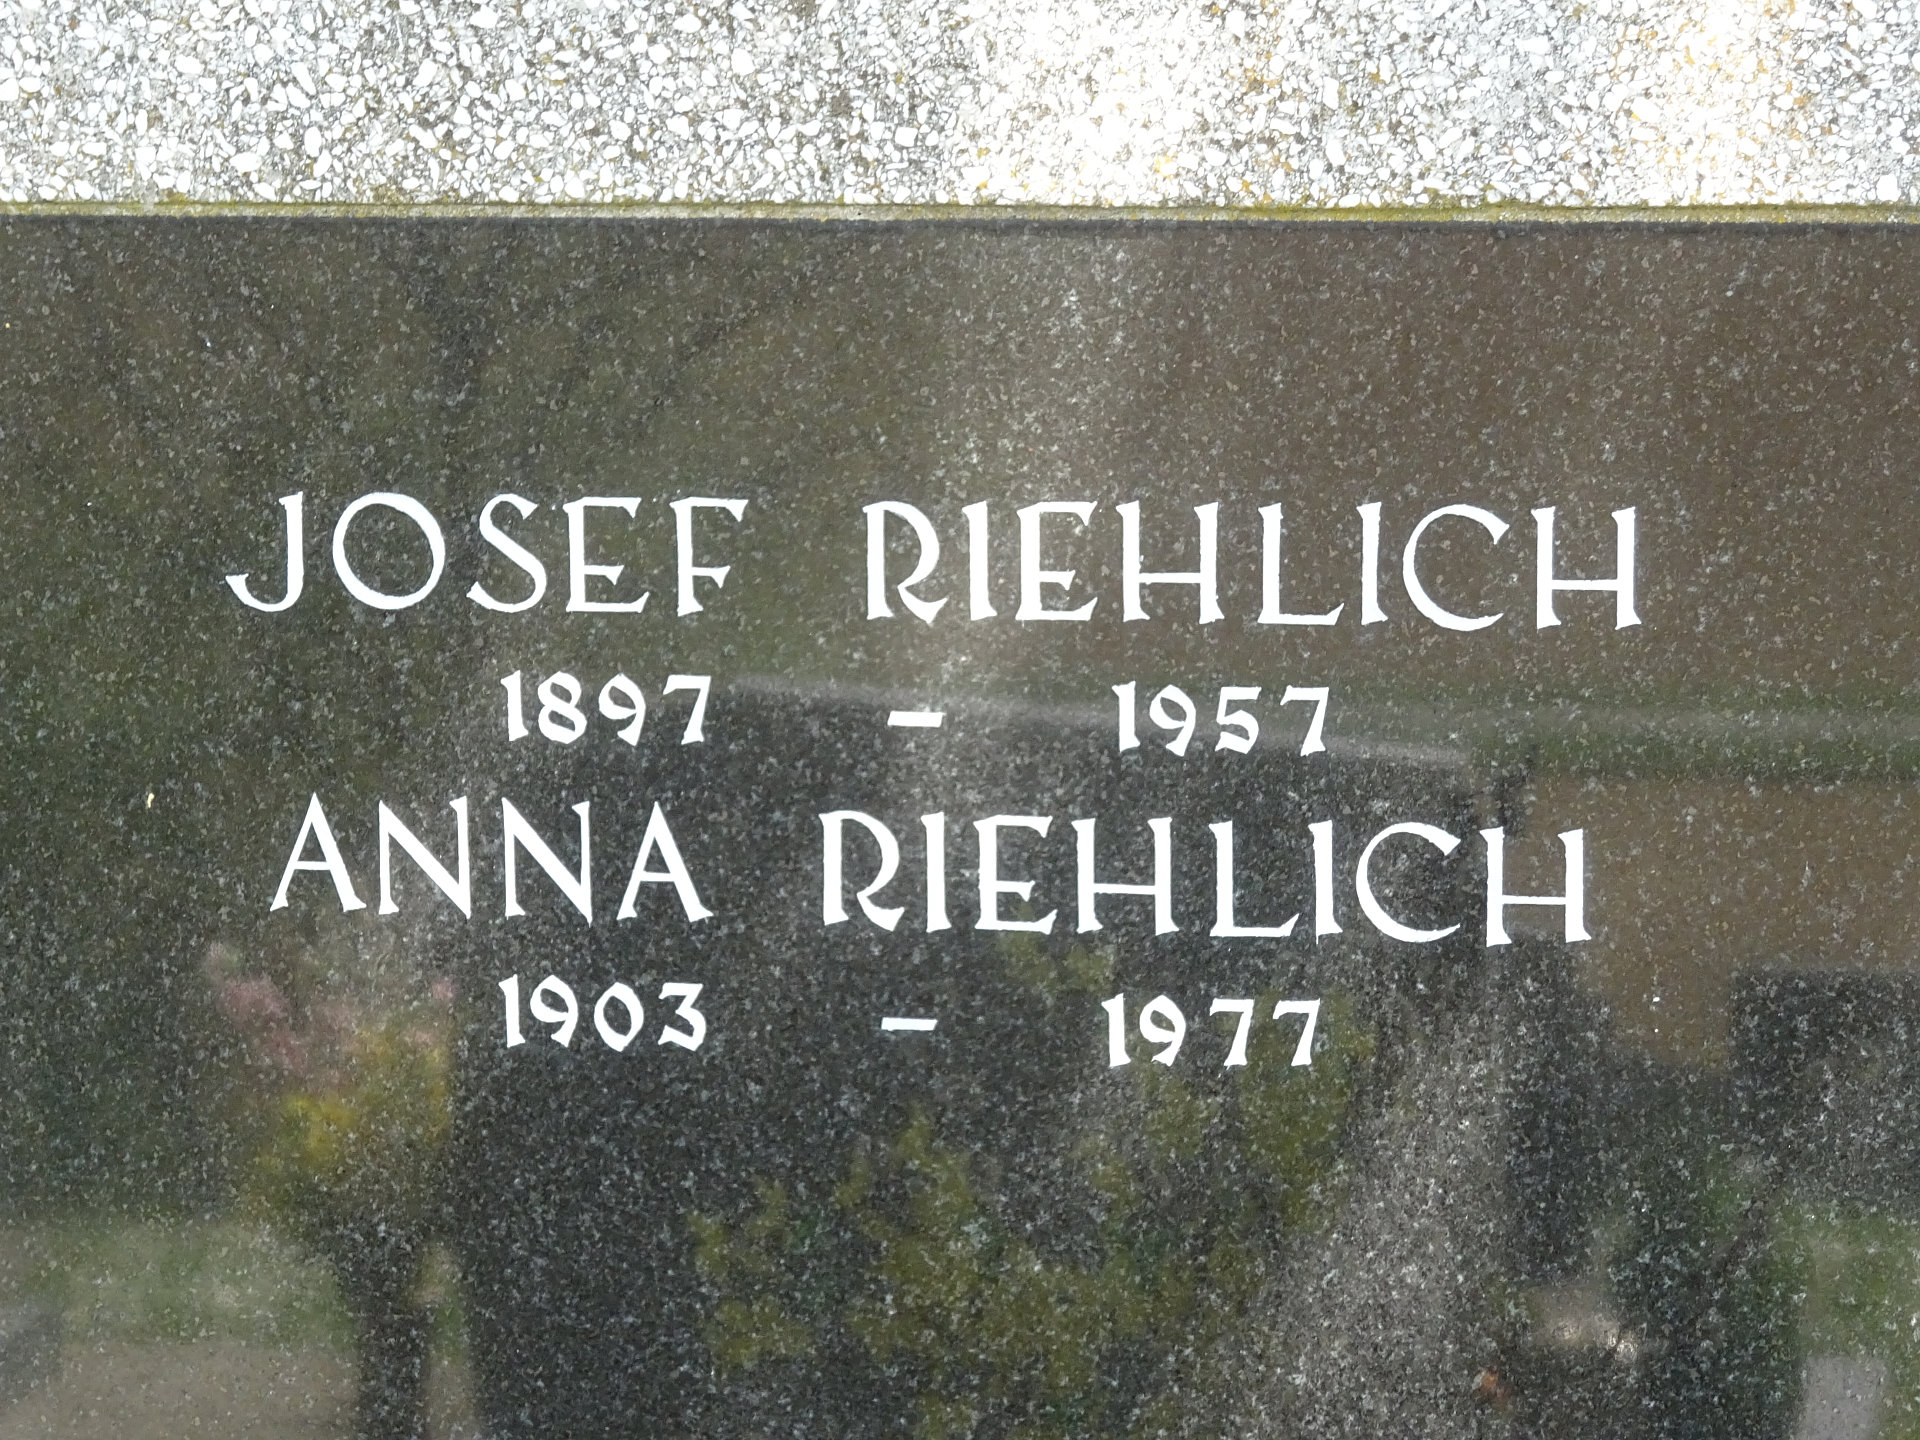 JOSEF RIEHLICH
1897 - 1957
ANNA RIEHLICH
1903 - 1977